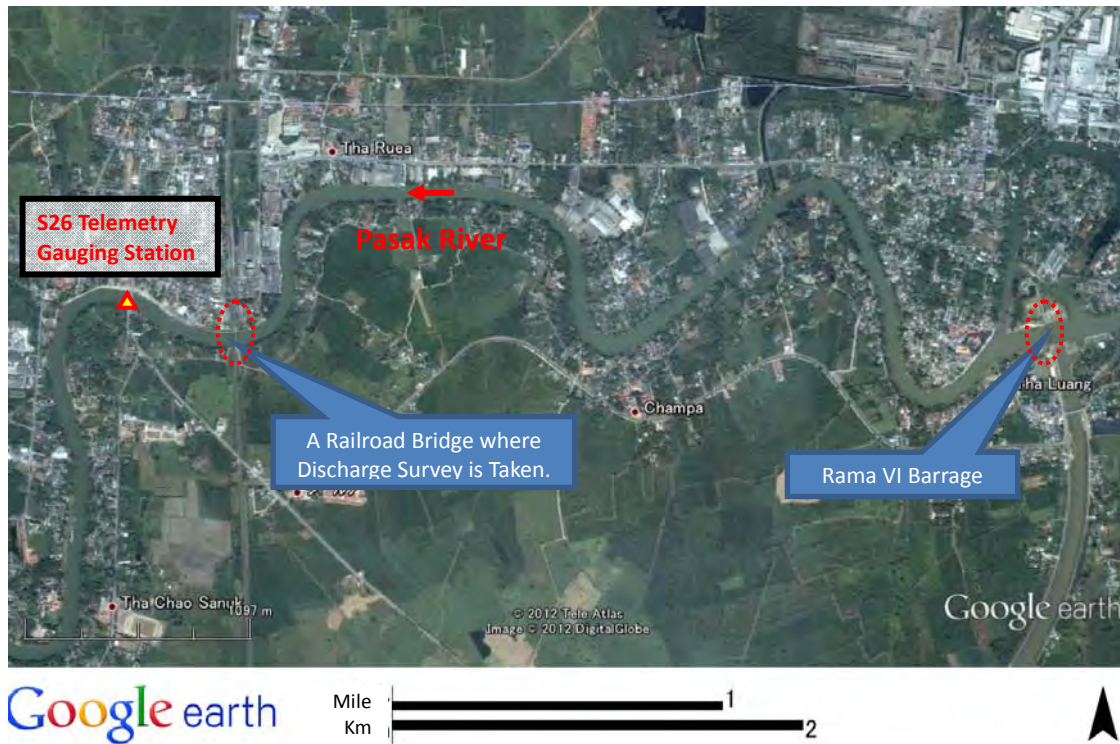 Tha Ruea
S26 Telemetry
Gauging Station
Pasak River
Tha Luang
Champa
A Railroad Bridge where
Discharge Survey is Taken.
Rama VI Barrage
Tha Chao Sanuk
1097 m
© 2012 Tele Atlas
Image © 2012 DigitalGlobe
Google earth
Google earth
Mile
1
Km
2